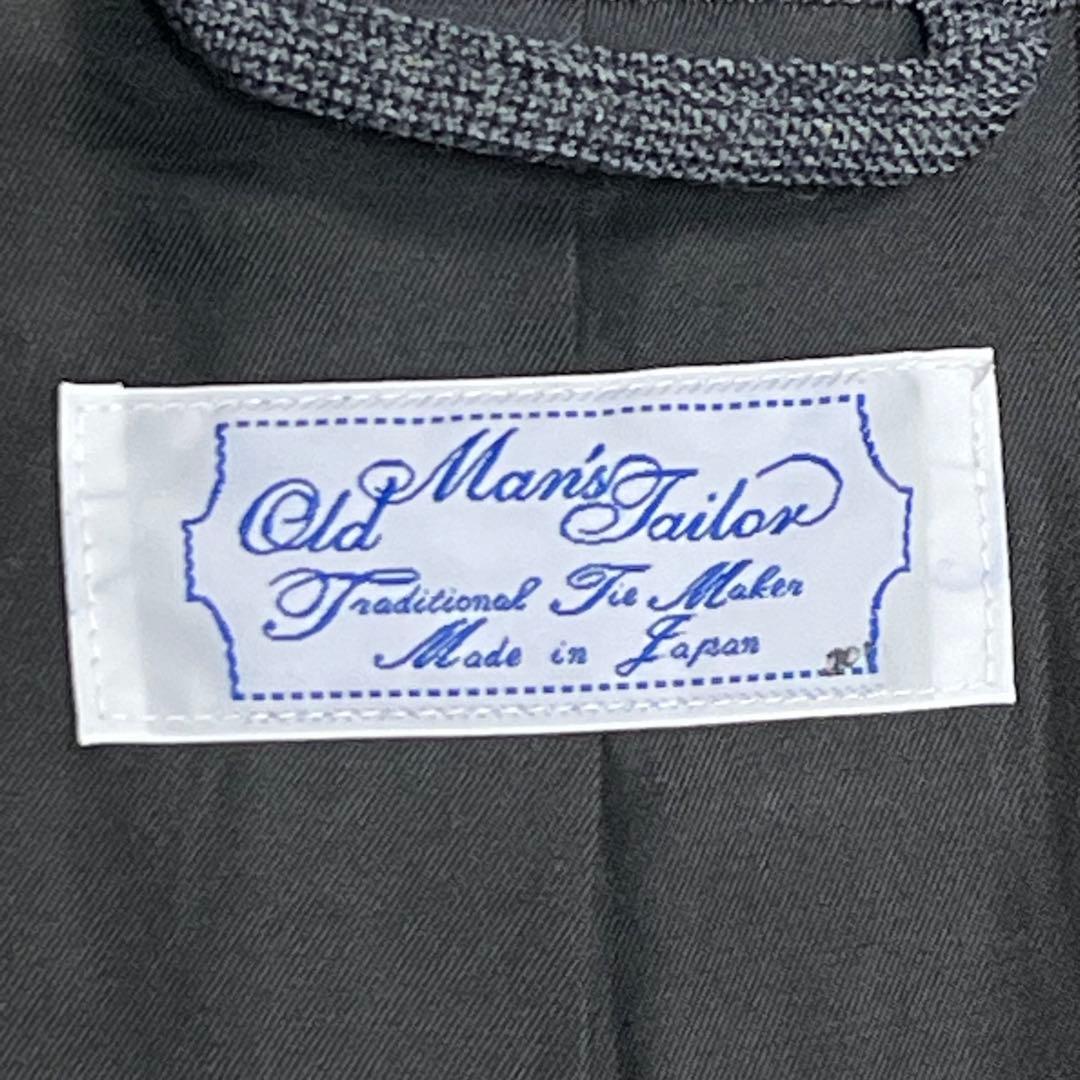 Old Man's Tailor
Traditional Tie Maker
Made in Japan